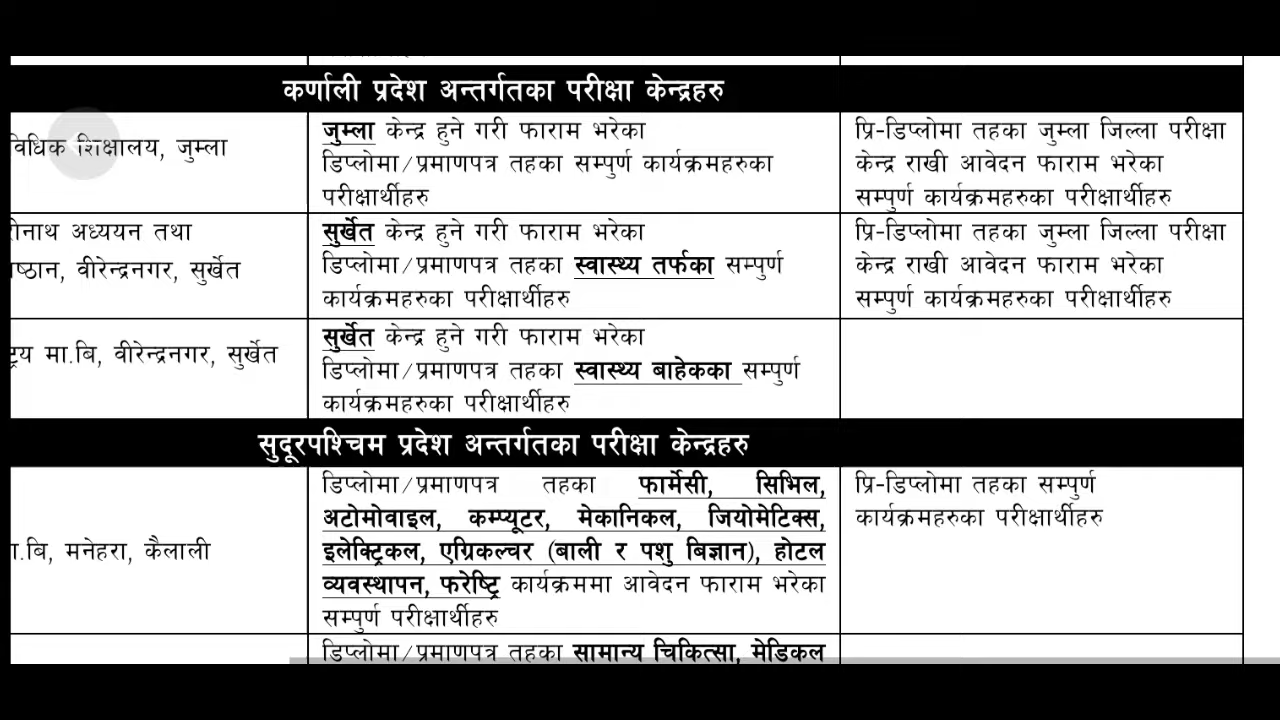 कर्णाली प्रदेश अन्तर्गतका परीक्षा केन्द्रहरु
विधिक शिक्षालय, जुम्ला
जुम्ला केन्द्र हुने गरी फाराम भरेका
डिप्लोमा/प्रमाणपत्र तहका सम्पुर्ण कार्यक्रमहरुका
परीक्षार्थीहरु
प्रि-डिप्लोमा तहका जुम्ला जिल्ला परीक्षा
केन्द्र राखी आवेदन फाराम भरेका
सम्पुर्ण कार्यक्रमहरुका परीक्षार्थीहरु
अध्ययन तथा
वीरेन्द्रनगर, सुर्खेत
सुर्खेत केन्द्र हुने गरी फाराम भरेका
डिप्लोमा/प्रमाणपत्र तहका स्वास्थ्य तर्फका सम्पुर्ण
कार्यक्रमहरुका परीक्षार्थीहरु
प्रि-डिप्लोमा तहका जुम्ला जिल्ला परीक्षा
केन्द्र राखी आवेदन फाराम भरेका
सम्पुर्ण कार्यक्रमहरुका परीक्षार्थीहरु
मा.बि, वीरेन्द्रनगर, सुर्खेत
सुर्खेत केन्द्र हुने गरी फाराम भरेका
डिप्लोमा/प्रमाणपत्र तहका स्वास्थ्य बाहेकका सम्पुर्ण
कार्यक्रमहरुका परीक्षार्थीहरु
सुदूरपश्चिम प्रदेश अन्तर्गतका परीक्षा केन्द्रहरु
मनेहरा, कैलाली
डिप्लोमा/प्रमाणपत्र तहका फार्मेसी, सिभिल,
अटोमोवाइल, कम्प्यूटर, मेकानिकल, जियोमेटिक्स,
इलेक्ट्रिकल, एग्रिकल्चर (बाली र पशु बिज्ञान), होटल
व्यवस्थापन, फरेष्ट्रि कार्यक्रममा आवेदन फाराम भरेका
सम्पुर्ण परीक्षार्थीहरु
प्रि-डिप्लोमा तहका सम्पुर्ण
कार्यक्रमहरुका परीक्षार्थीहरु
डिप्लोमा/प्रमाणपत्र तहका सामान्य चिकित्सा, मेडिकल